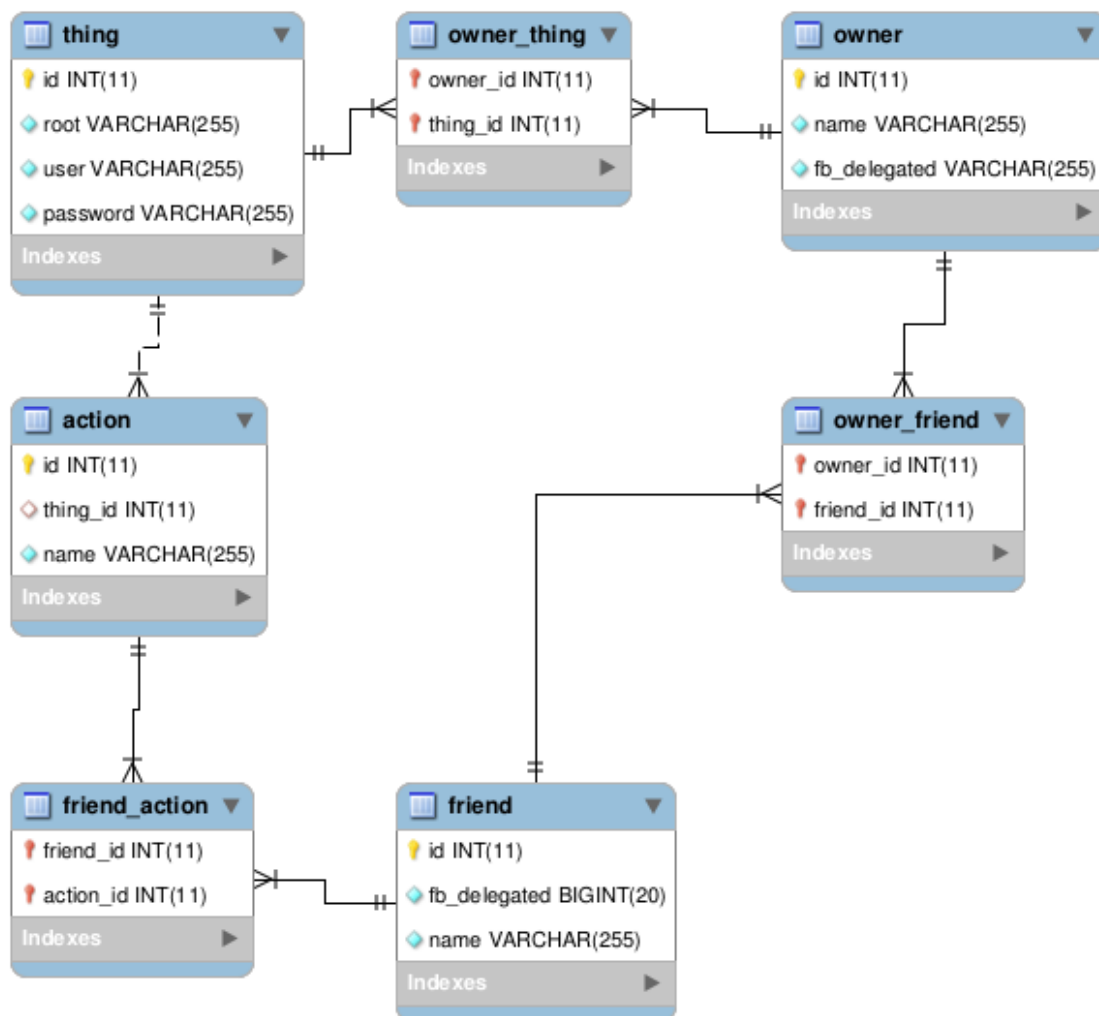 thing
id INT(11)
root VARCHAR(255)
user VARCHAR(255)
password VARCHAR(255)
Indexes
owner_thing
owner_id INT(11)
thing_id INT(11)
Indexes
owner
id INT(11)
name VARCHAR(255)
fb_delegated VARCHAR(255)
Indexes
action
id INT(11)
thing_id INT(11)
name VARCHAR(255)
Indexes
owner_friend
owner_id INT(11)
friend_id INT(11)
Indexes
friend_action
friend_id INT(11)
action_id INT(11)
Indexes
friend
id INT(11)
fb_delegated BIGINT(20)
name VARCHAR(255)
Indexes